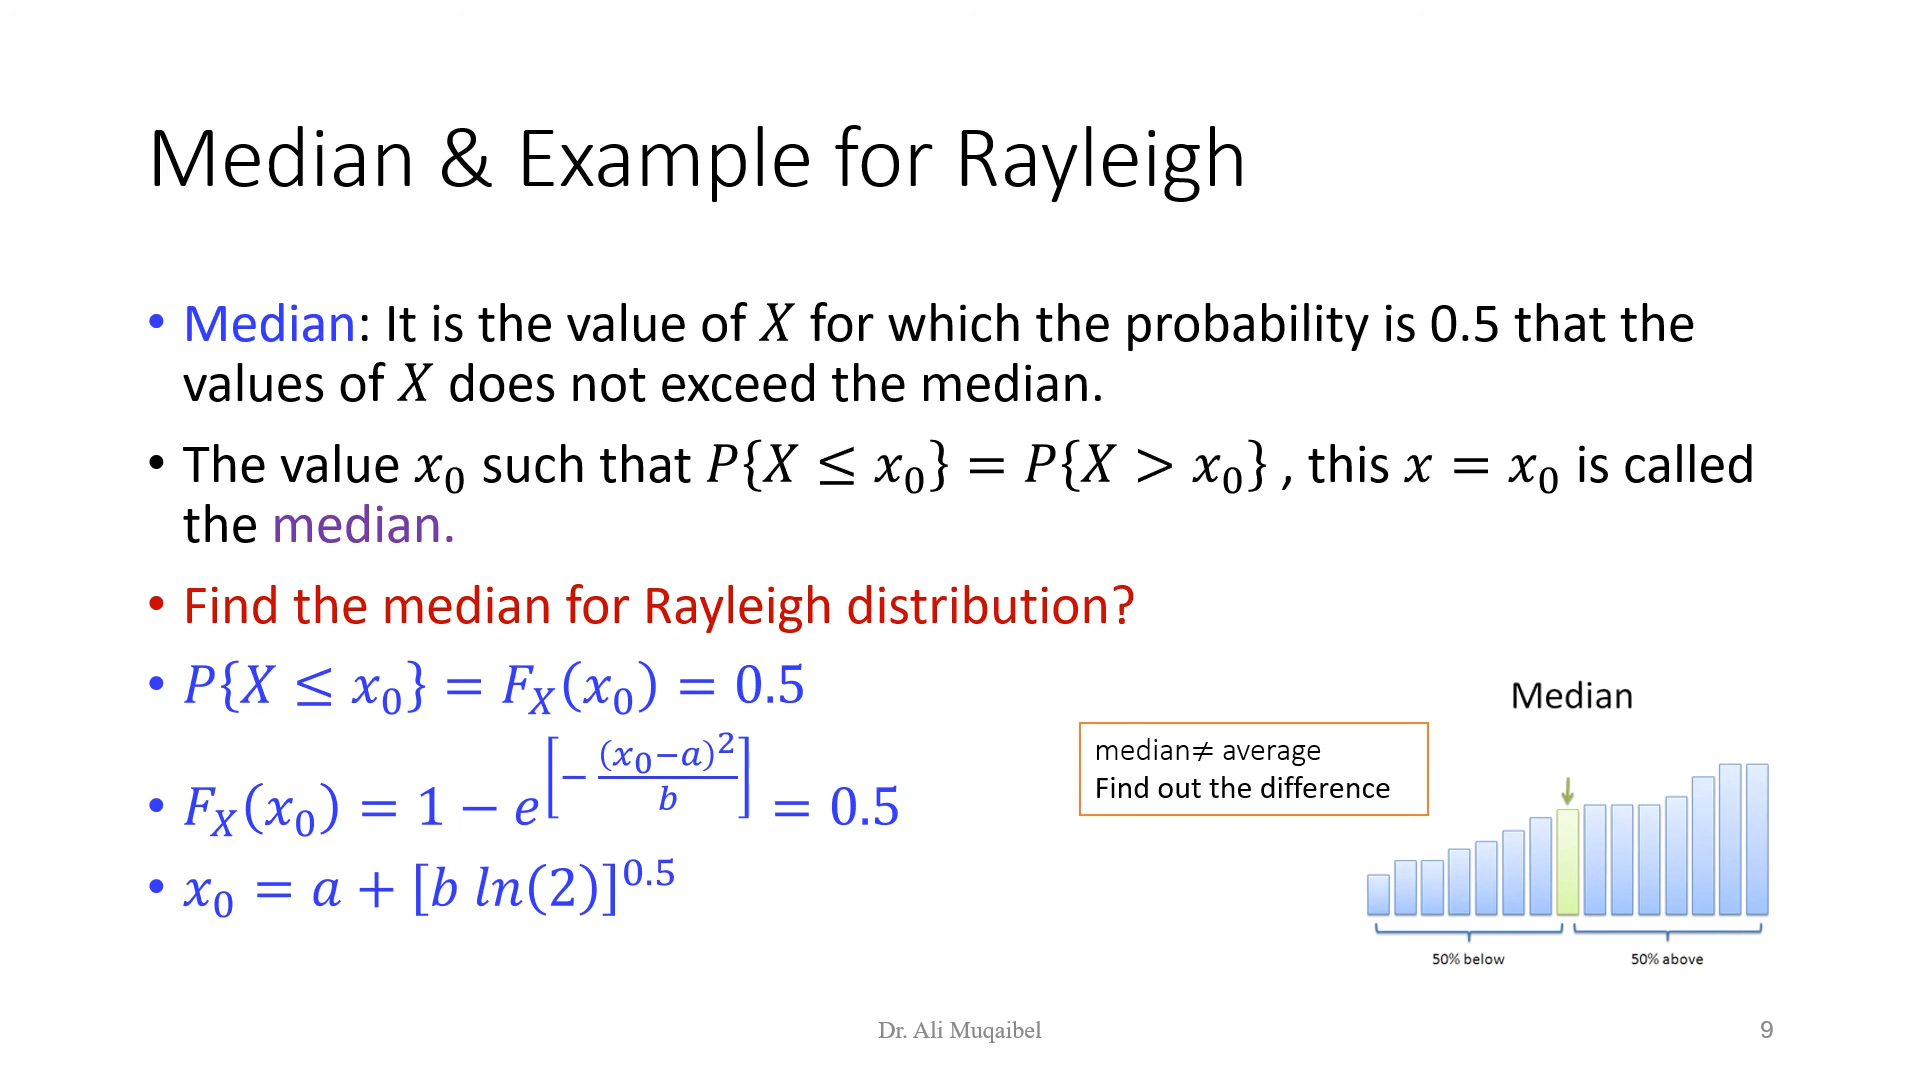 Median & Example for Rayleigh
• Median: It is the value of X for which the probability is 0.5 that the
values of X does not exceed the median.
• The value x₀ such that P{X ≤ x₀} = P{X > x₀} , this x = x₀ is called
the median.
• Find the median for Rayleigh distribution?
• P{X ≤ x₀} = F_X(x₀) = 0.5
• F_X(x₀) = 1 − e^[−(x₀−a)²/b] = 0.5
• x₀ = a + [b ln(2)]^0.5
median≠ average
Find out the difference
Median
50% below 50% above
Dr. Ali Muqaibel 9